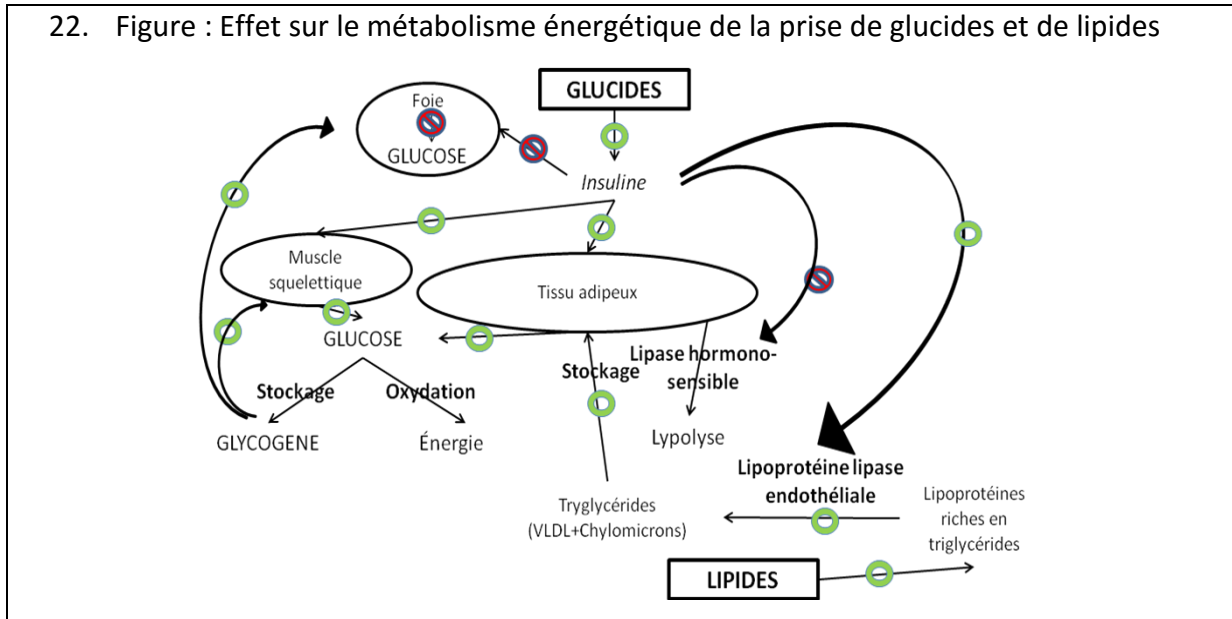 22. Figure : Effet sur le métabolisme énergétique de la prise de glucides et de lipides
GLUCIDES
Foie
GLUCOSE
Insuline
Muscle
squelettique
Tissu adipeux
GLUCOSE
Stockage
Oxydation
GLYCOGENE
Énergie
Stockage
Lipase hormono-
sensible
Lypolyse
Lipoprotéine lipase
endothéliale
Tryglycérides
(VLDL+Chylomicrons)
Lipoprotéines
riches en
triglycérides
LIPIDES